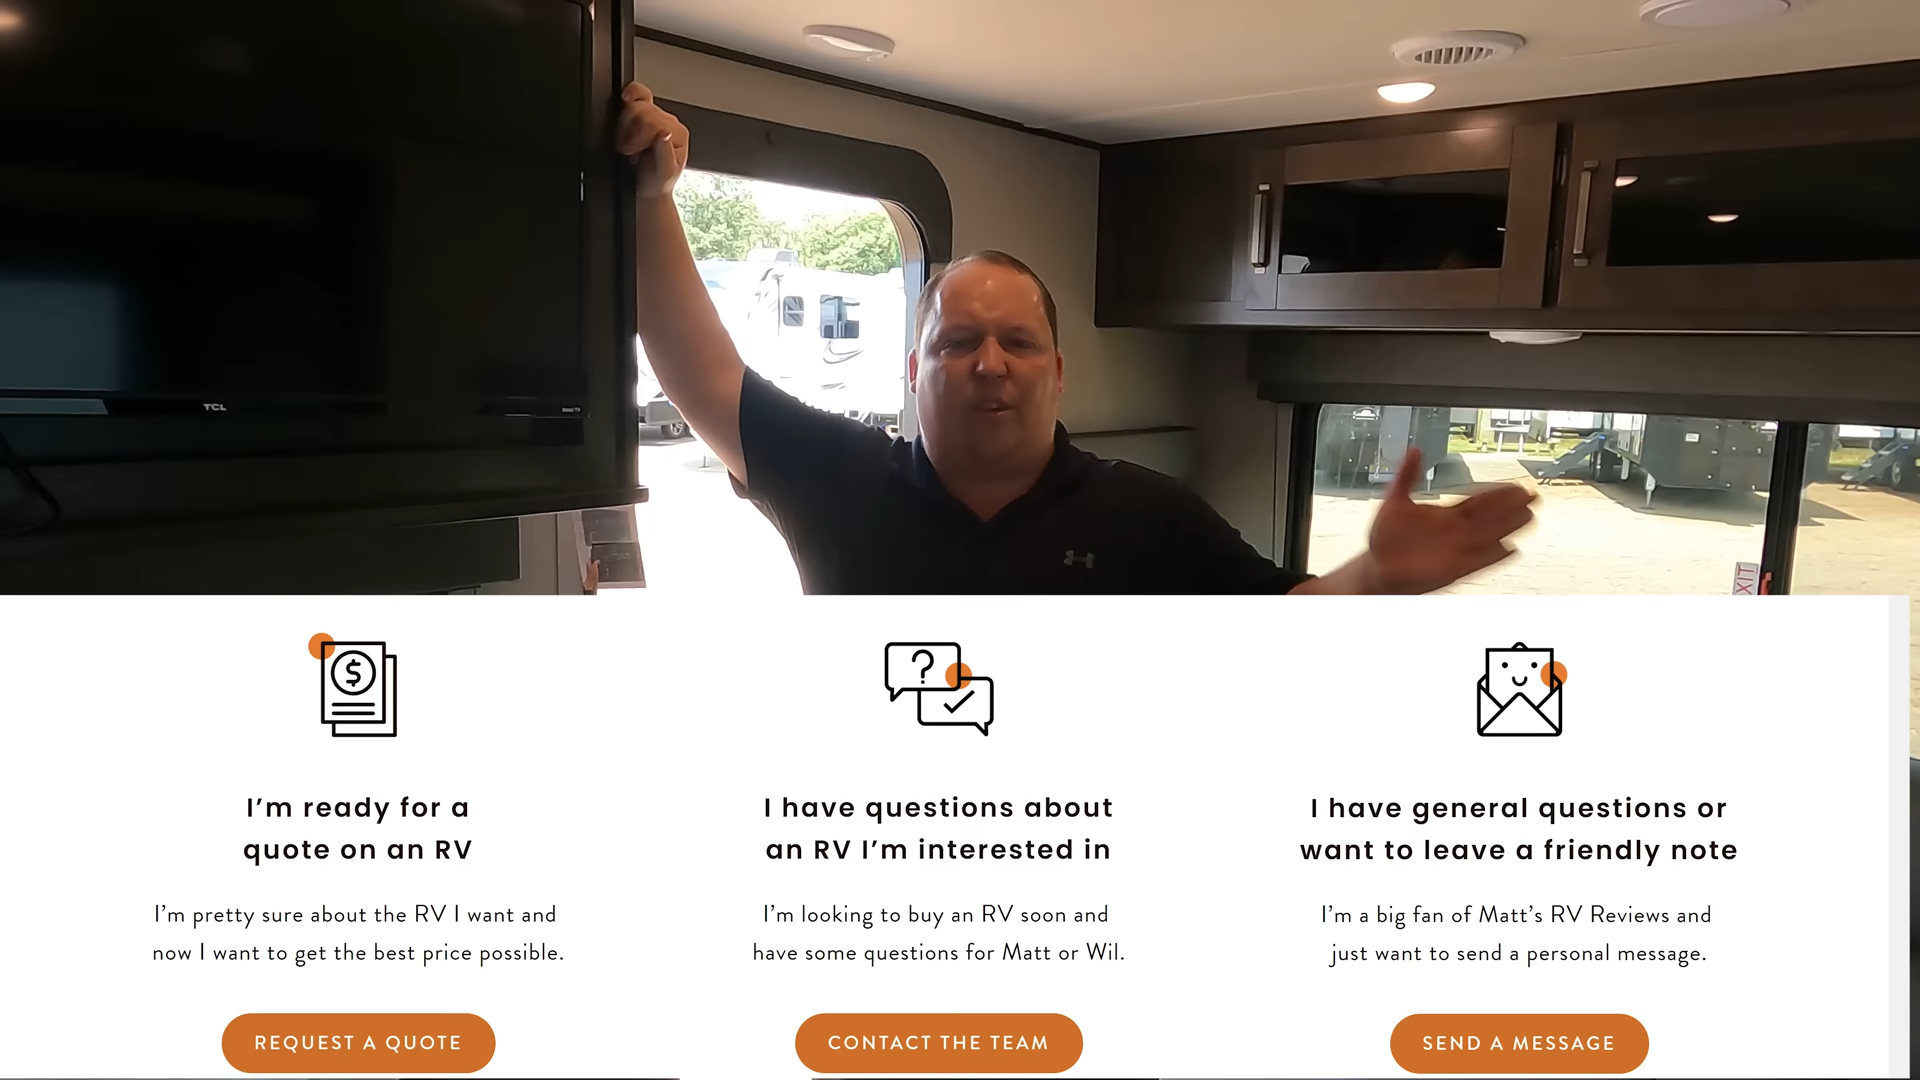 TCL
Roku TV
XIT
$
?
I'm ready for a
quote on an RV
I'm pretty sure about the RV I want and
now I want to get the best price possible.
REQUEST A QUOTE
I have questions about
an RV I'm interested in
I'm looking to buy an RV soon and
have some questions for Matt or Wil.
CONTACT THE TEAM
I have general questions or
want to leave a friendly note
I'm a big fan of Matt's RV Reviews and
just want to send a personal message.
SEND A MESSAGE